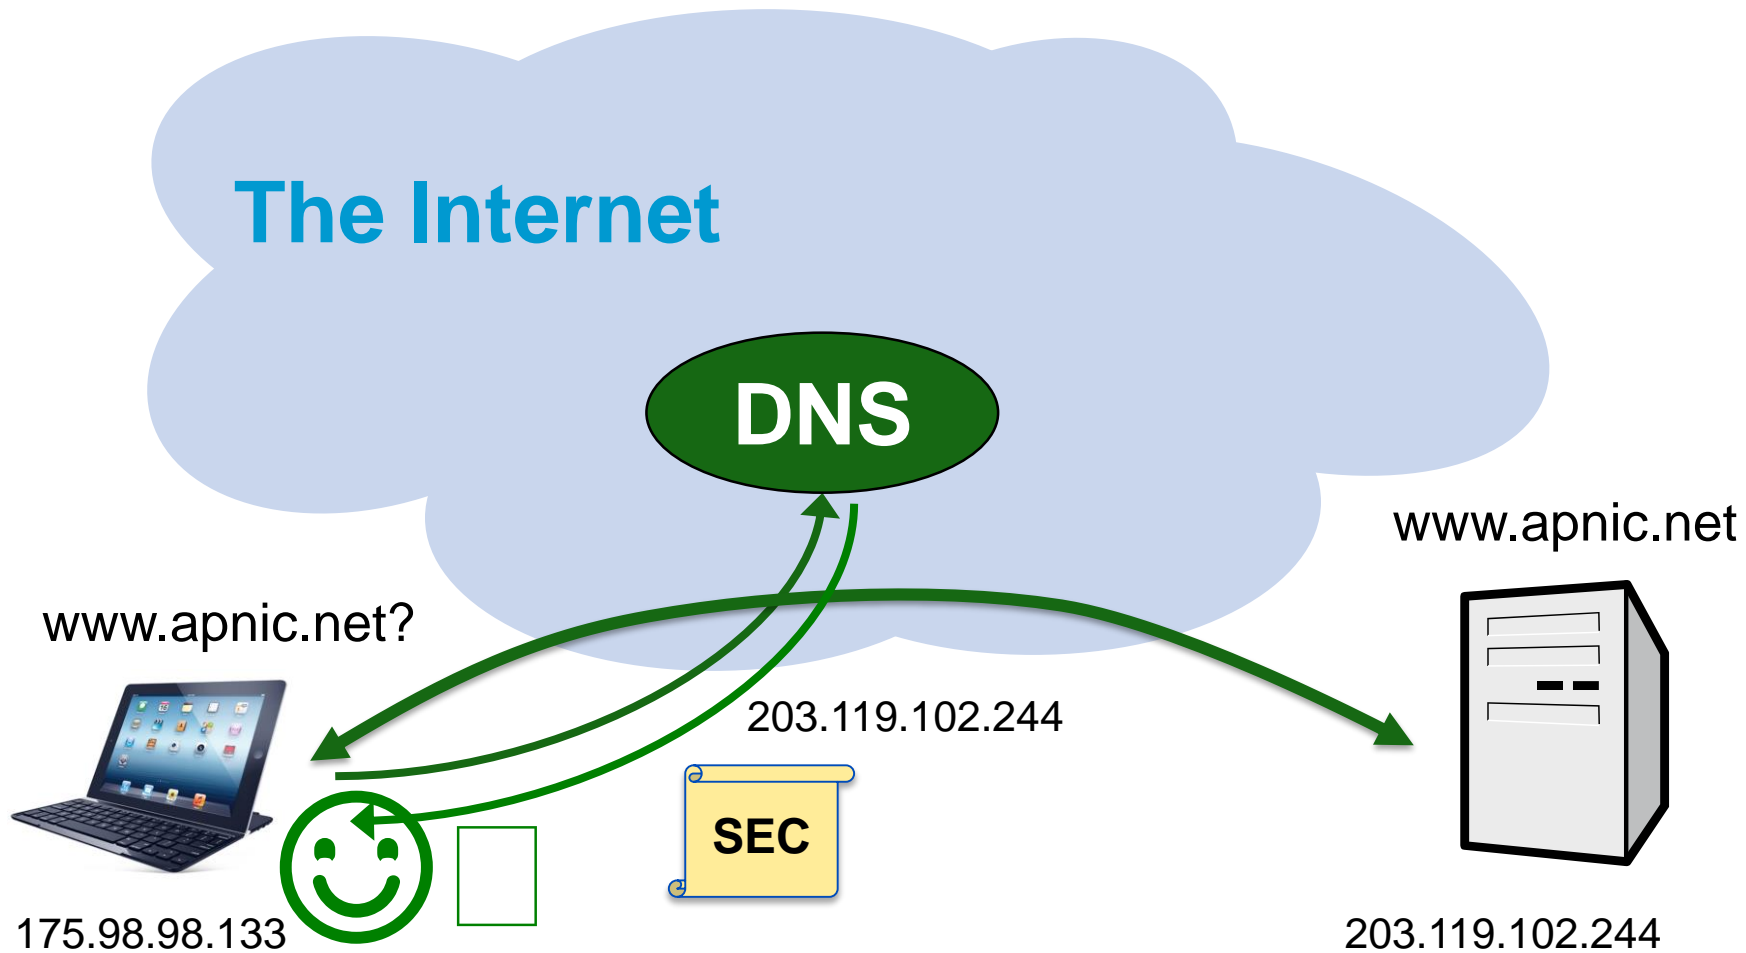 The Internet
DNS
www.apnic.net
www.apnic.net?
203.119.102.244
SEC
175.98.98.133
203.119.102.244